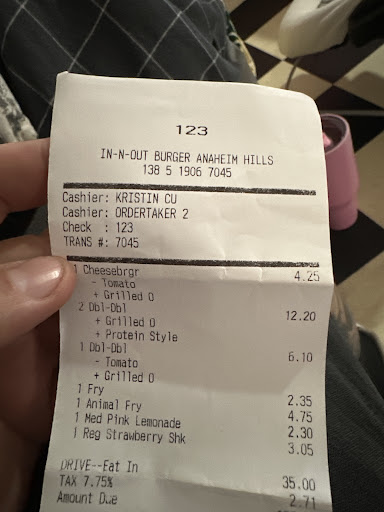 123
IN-N-OUT BURGER ANAHEIM HILLS
138 5 1906 7045
Cashier: KRISTIN CU
Cashier: ORDERTAKER 2
Check : 123
TRANS #: 7045
1 Cheesebrgr 4.25
- Tomato
+ Grilled O
2 Dbl-Dbl 12.20
+ Grilled O
+ Protein Style
1 Dbl-Dbl 6.10
- Tomato
+ Grilled O
1 Fry 2.35
1 Animal Fry 4.75
1 Med Pink Lemonade 2.30
1 Reg Strawberry Shk 3.05
DRIVE--Eat In 35.00
TAX 7.75% 2.71
Amount Due